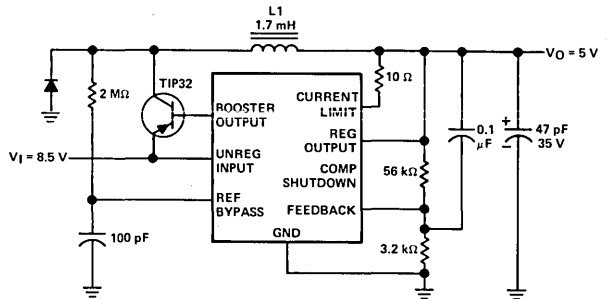 L1
1.7 mH
VO = 5 V
TIP32
2 MΩ
10 Ω
BOOSTER
OUTPUT
CURRENT
LIMIT
REG
OUTPUT
0.1
μF
+
47 pF
35 V
−
VI = 8.5 V
UNREG
INPUT
COMP
SHUTDOWN
56 kΩ
REF
BYPASS
FEEDBACK
GND
100 pF
3.2 kΩ